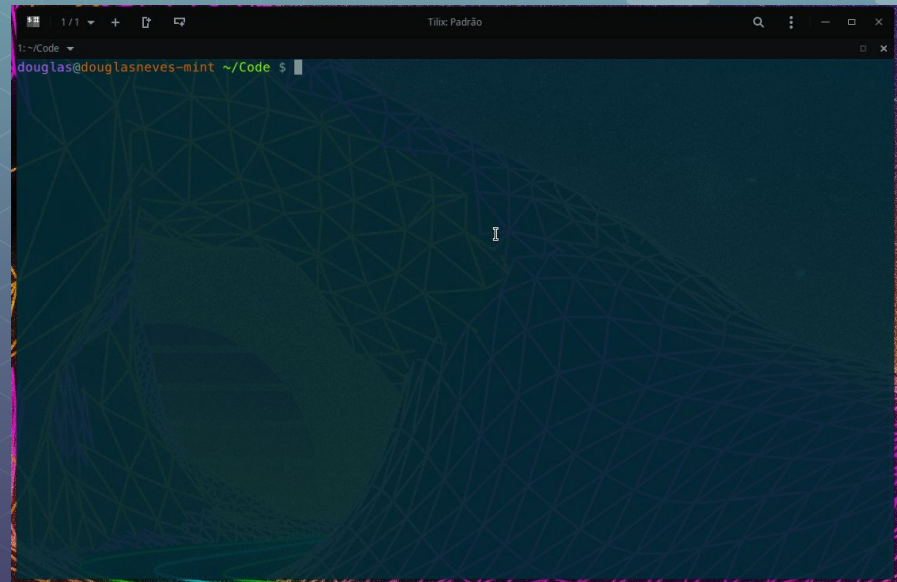 1 / 1 Tilix: Padrão
1: ~/Code
douglas@douglasneves-mint ~/Code $